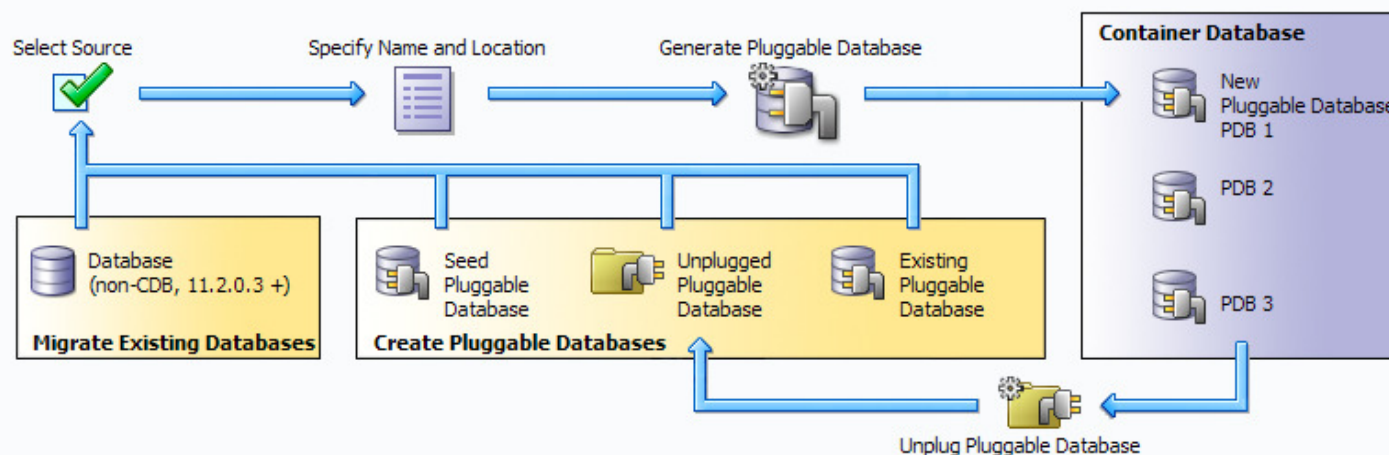 Select Source
Specify Name and Location
Generate Pluggable Database
Container Database
New
Pluggable Database
PDB 1
PDB 2
PDB 3
Database
(non-CDB, 11.2.0.3 +)
Migrate Existing Databases
Seed
Pluggable
Database
Unplugged
Pluggable
Database
Existing
Pluggable
Database
Create Pluggable Databases
Unplug Pluggable Database